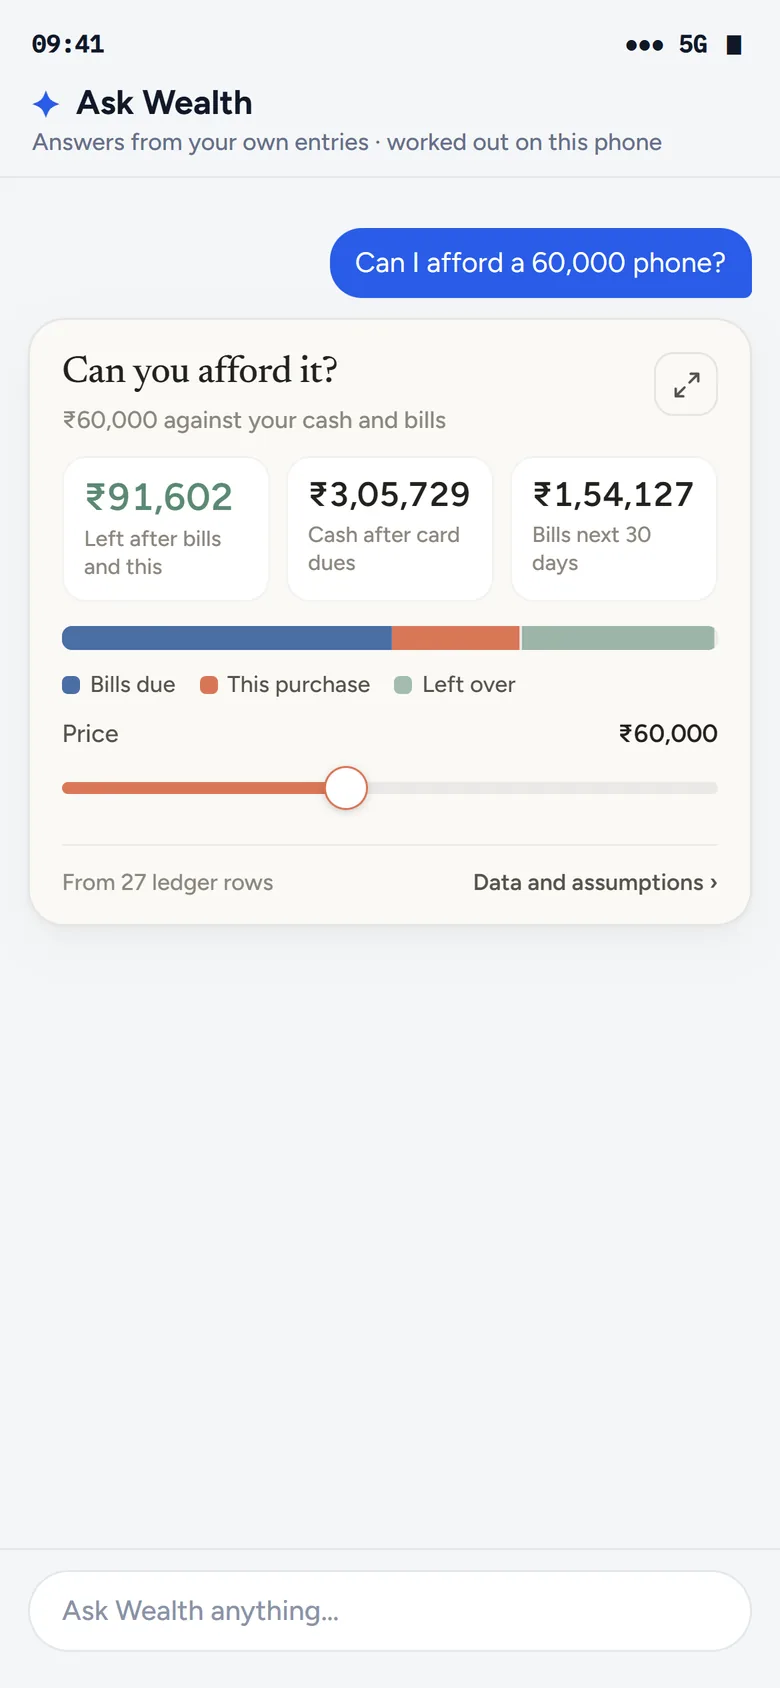 09:41
●●● 5G
Ask Wealth
Answers from your own entries · worked out on this phone
Can I afford a 60,000 phone?
Can you afford it?
₹60,000 against your cash and bills
₹91,602
Left after bills
and this
₹3,05,729
Cash after card
dues
₹1,54,127
Bills next 30
days
Bills due
This purchase
Left over
Price
₹60,000
From 27 ledger rows
Data and assumptions ›
Ask Wealth anything...